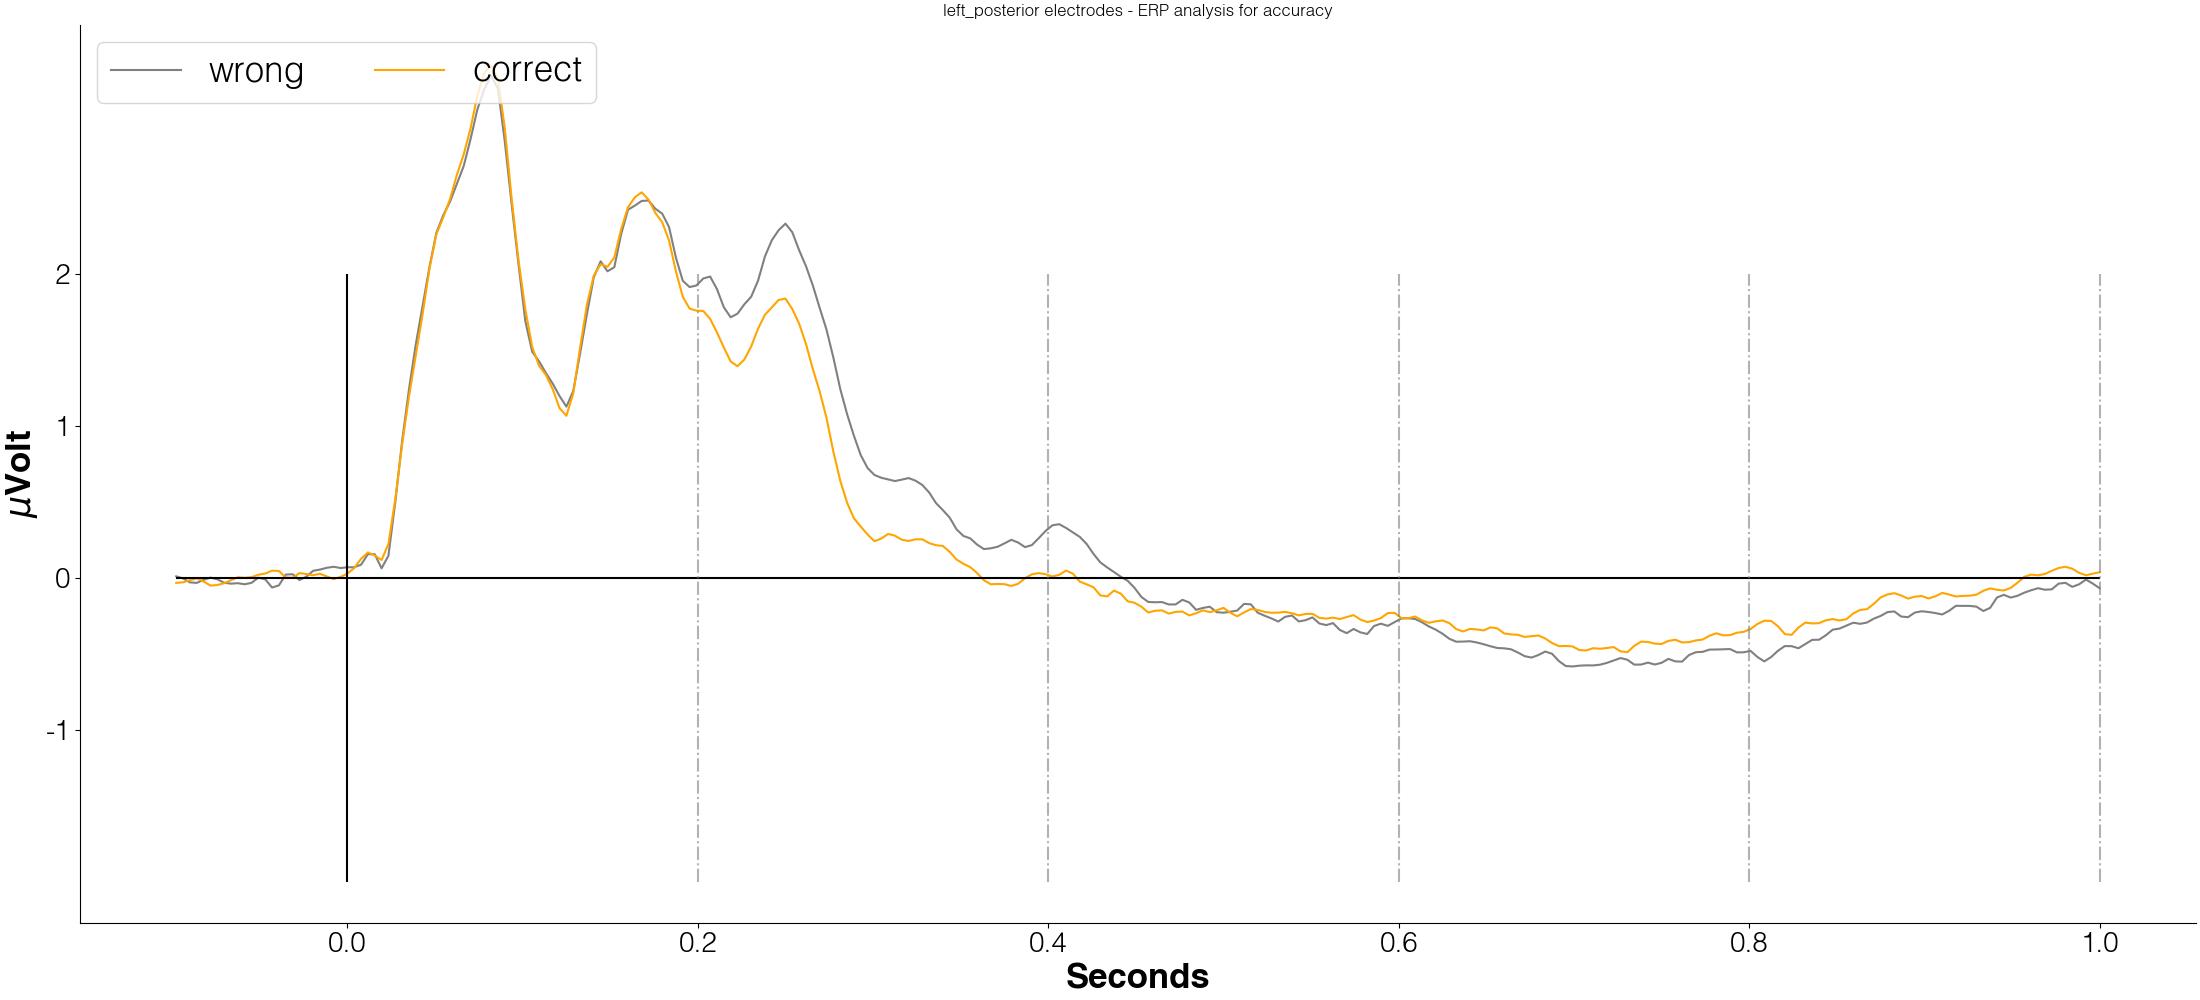 left_posterior electrodes - ERP analysis for accuracy
wrong correct
2
1
0
-1
μVolt
0.0 0.2 0.4 0.6 0.8 1.0
Seconds